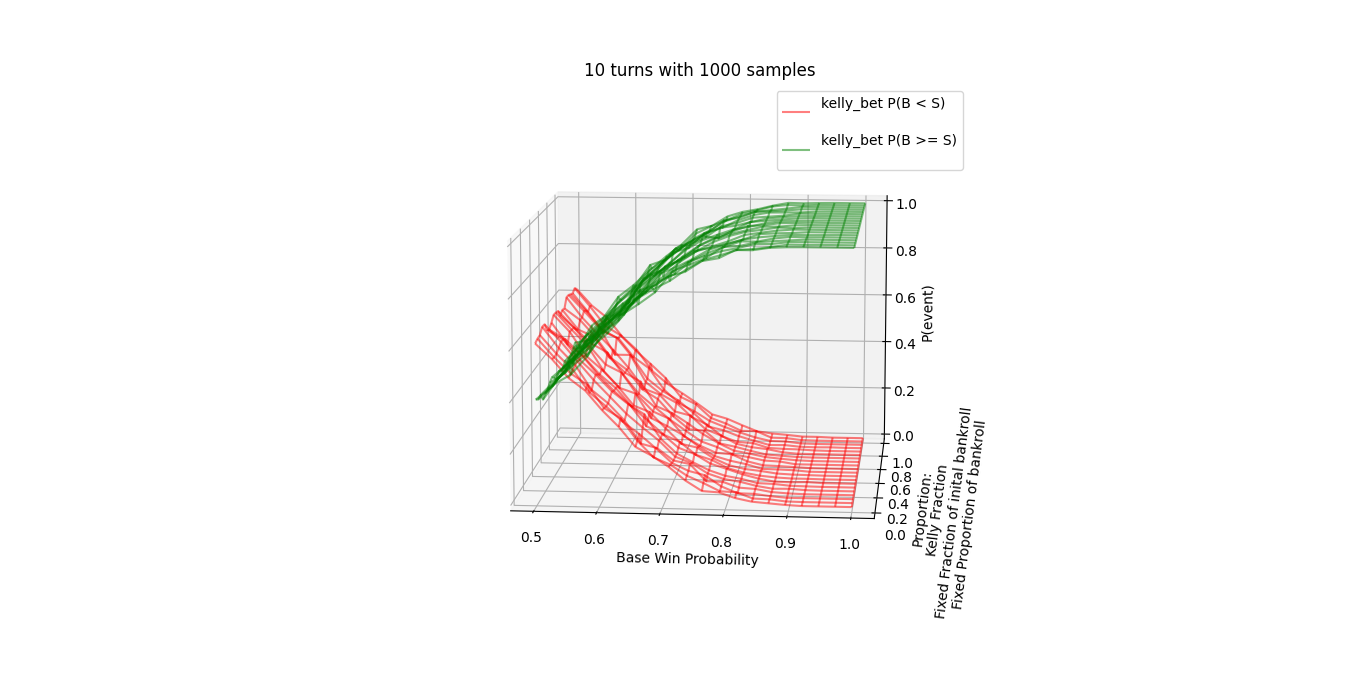 10 turns with 1000 samples
kelly_bet P(B < S)
kelly_bet P(B >= S)
1.0
0.8
0.6
0.4
0.2
0.0
P(event)
1.0
0.8
0.6
0.4
0.2
0.0
Proportion:
Kelly Fraction
Fixed Fraction of inital bankroll
Fixed Proportion of bankroll
0.5 0.6 0.7 0.8 0.9 1.0
Base Win Probability